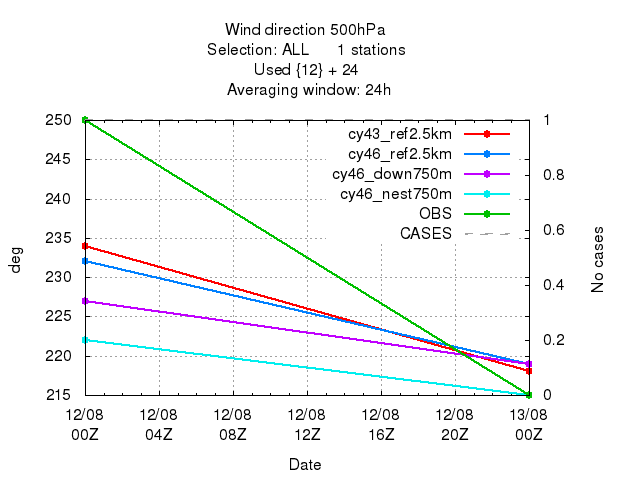 Wind direction 500hPa
Selection: ALL 1 stations
Used {12} + 24
Averaging window: 24h
250 1
cy43_ref2.5km
cy46_ref2.5km
245
cy46_down750m 0.8
cy46_nest750m
240
OBS
CASES 0.6
235
deg
No cases
230
0.4
225
220 0.2
215 0
12/08 12/08 12/08 12/08 12/08 12/08 13/08
00Z 04Z 08Z 12Z 16Z 20Z 00Z
Date